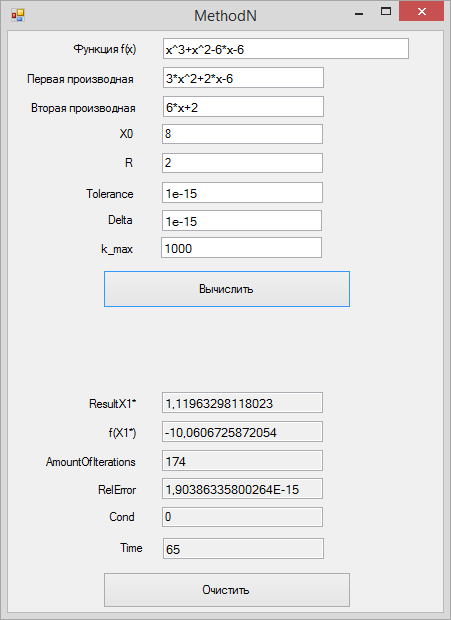 MethodN
Функция f(x) x^3+x^2-6*x-6
Первая производная 3*x^2+2*x-6
Вторая производная 6*x+2
X0 8
R 2
Tolerance 1e-15
Delta 1e-15
k_max 1000
Вычислить
ResultX1* 1,11963298118023
f(X1*) -10,0606725872054
AmountOfIterations 174
RelError 1,90386335800264E-15
Cond 0
Time 65
Очистить